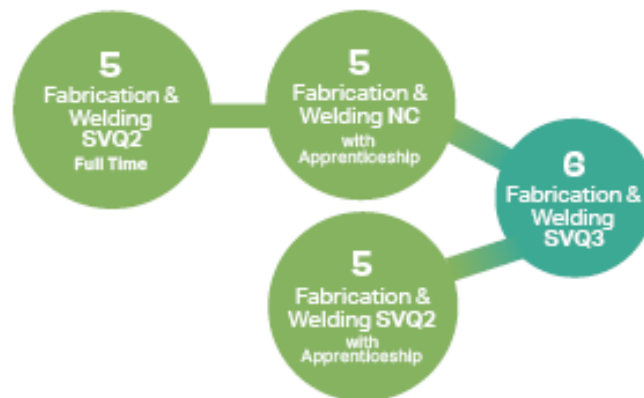 5
Fabrication &
Welding
SVQ2
Full Time
5
Fabrication &
Welding NC
with
Apprenticeship
6
Fabrication &
Welding
SVQ3
5
Fabrication &
Welding SVQ2
with
Apprenticeship